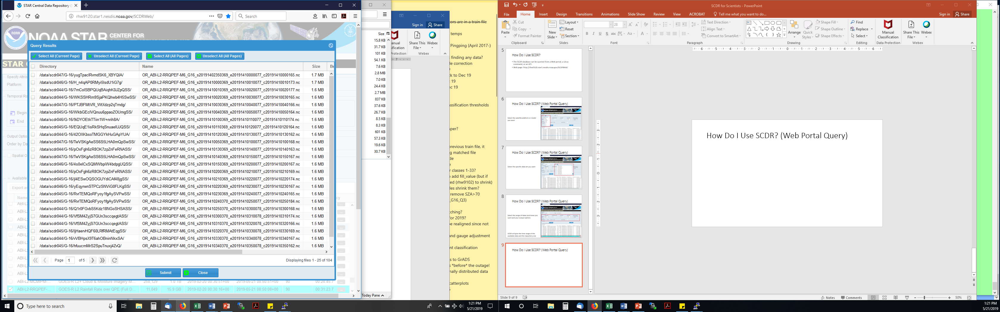 STAR Central Data Repository (
rhw9120.star1.nesdis.noaa.gov/SCDRWeb/
Search
NOAA STAR CENTER FOR
STAR C
Query Results
Select All (Current Page)
Unselect All (Current Page)
Select All (All Pages)
Unselect All (All Pages)
Directory Name Size Be
/data/scdr047/G-16/yugTpaclRvmdSK6_XBYQlA/ OR_ABI-L2-RRQPEF-M6_G16_s20191402350369_e20191410000077_c20191410000165.nc 1.7 MB
/data/scdr046/G-16/H_n4qAP0RMyi5lsdU1iG7g/ OR_ABI-L2-RRQPEF-M6_G16_s20191410000369_e20191410010077_c20191410010173.nc 1.7 MB
/data/scdr044/G-16/7mColSBPQUqBAiqhK0JZpQSS/ OR_ABI-L2-RRQPEF-M6_G16_s20191410010369_e20191410020077_c20191410020177.nc 1.6 MB
/data/scdr044/G-16/WKSSHRm9SjaPKQhwb4H5SwSS/ OR_ABI-L2-RRQPEF-M6_G16_s20191410020369_e20191410030077_c20191410030165.nc 1.6 MB
/data/scdr047/G-16/PTJBFMtVR_WtXdzp2qTmdg/ OR_ABI-L2-RRQPEF-M6_G16_s20191410030369_e20191410040077_c20191410040166.nc 1.6 MB
/data/scdr045/G-16/WkbGEclVQnuu6ppaoZOUmgSS/ OR_ABI-L2-RRQPEF-M6_G16_s20191410040369_e20191410050077_c20191410050164.nc 1.6 MB
/data/scdr046/G-16/9iDYOEtkTTiin1W+nrih8A/ OR_ABI-L2-RRQPEF-M6_G16_s20191410100369_e20191410110077_c20191410110174.nc 1.6 MB
/data/scdr045/G-16/EQUqE1isRkSHqSnuaelUJQSS/ OR_ABI-L2-RRQPEF-M6_G16_s20191410110369_e20191410120077_c20191410120164.nc 1.6 MB
/data/scdr044/G-16/42OXKbsoTMGGYkHuGApYUA/ OR_ABI-L2-RRQPEF-M6_G16_s20191410120369_e20191410130077_c20191410130162.nc 1.6 MB
/data/scdr047/G-16/TwVSKgAeSS6S5LHA0mQpSwSS/ OR_ABI-L2-RRQPEF-M6_G16_s20191410050369_e20191410100077_c20191410100168.nc 1.6 MB
/data/scdr044/G-16/pOxFgh6zR8OK7zpZnFeRNASS/ OR_ABI-L2-RRQPEF-M6_G16_s20191410130369_e20191410140077_c20191410140163.nc 1.6 MB
/data/scdr047/G-16/TwVSKgAeSS6S5LHA0mQpSwSS/ OR_ABI-L2-RRQPEF-M6_G16_s20191410140369_e20191410150077_c20191410150167.nc 1.6 MB
/data/scdr046/G-16/4s0elCxSQMWbpiW4bdpgUQSS/ OR_ABI-L2-RRQPEF-M6_G16_s20191410150369_e20191410200077_c20191410200167.nc 1.6 MB
/data/scdr044/G-16/pOxFgh6zR8OK7zpZnFeRNASS/ OR_ABI-L2-RRQPEF-M6_G16_s20191410200369_e20191410210077_c20191410210169.nc 1.6 MB
/data/scdr045/G-16/jl4ESwOQSOGUYdiCAf48jgSS/ OR_ABI-L2-RRQPEF-M6_G16_s20191410210369_e20191410220077_c20191410220174.nc 1.6 MB
/data/scdr046/G-16/yEqyrwnSTPCzSNViG0FLKgSS/ OR_ABI-L2-RRQPEF-M6_G16_s20191410220369_e20191410230077_c20191410230167.nc 1.6 MB
/data/scdr045/G-16/RvrTEMQoRFyoy1fgAySVPwSS/ OR_ABI-L2-RRQPEF-M6_G16_s20191410230369_e20191410240077_c20191410240165.nc 1.6 MB
/data/scdr045/G-16/RvrTEMQoRFyoy1fgAySVPwSS/ OR_ABI-L2-RRQPEF-M6_G16_s20191410240370_e20191410250077_c20191410250184.nc 1.6 MB
/data/scdr044/G-16/Q1r0FGvbS5Kdz18NGoSHSASS/ OR_ABI-L2-RRQPEF-M6_G16_s20191410250370_e20191410300078_c20191410300168.nc 1.6 MB
/data/scdr044/G-16/VfSM4ZyjS7GUn3sccqegtASS/ OR_ABI-L2-RRQPEF-M6_G16_s20191410300370_e20191410310078_c20191410310174.nc 1.6 MB
/data/scdr044/G-16/VfSM4ZyjS7GUn3sccqegtASS/ OR_ABI-L2-RRQPEF-M6_G16_s20191410310370_e20191410320078_c20191410320166.nc 1.5 MB
/data/scdr044/G-16/ljHaervHQF60LRfRMAtEqgSS/ OR_ABI-L2-RRQPEF-M6_G16_s20191410320370_e20191410330078_c20191410330169.nc 1.6 MB
/data/scdr044/G-16/vVBHpsX9T6ahOBninNkxSA/ OR_ABI-L2-RRQPEF-M6_G16_s20191410330370_e20191410340078_c20191410340167.nc 1.6 MB
/data/scdr045/G-16/hfuucmMrS2SpuTnuxj4ZvQ/ OR_ABI-L2-RRQPEF-M6_G16_s20191410340370_e20191410350078_c20191410350162.nc 1.6 MB
Page 1 of 5
Displaying files 1 - 25 of 104
Submit
Close
Specify Attrib
Platform:
Temporal Ra
Begin
End
Output Optio
Order by Da
Spatial O
Available
Export as
ABI-L2-MCMIPM-... GOES-R L2+ Cloud & Moisture Imagery M... 256,129 1.0 TB 2019-02-20 00:30:51+00 2019-05-21 08:50:51+00 90 00:24:45.7
ABI-L2-RRQPEF-... GOES-R L2 Rainfall Rate over QPE (Full D... 11,049 15.9 GB 2019-02-20 00:30:16+00 2019-05-21 08:50:08+00 90 00:31:23.7
Size
15.8 KB
31.7 KB
101 KB
54.1 KB
7.6 KB
2.8 MB
7.0 KB
24.4 KB
2.7 MB
837 KB
37.6 KB
26.7 KB
8.5 KB
8.3 KB
601 KB
57.3 KB
19.6 KB
30.7 KB
Today Pane
Sign in Share
anual
sification
Share This
File
Webex
Protection
Webex
ors are in a train file
temps
Pingping (April 2017-)
finding any data?
le correction
ck to Dec 19
c 19
ec 19
assification thresholds
aper?
previous train file, it
g matched file
de
e
r classes 1-33?
o add fill_value (but if
ed (rhw9102) to shrink)
les shrink them?
remove SZA>70
_G16_Q3)
tching?
for 2019?
be realigned since not
and gauge adjustment
nt classification
s to GrADS
s *before* the outage!
nally distributed data
catterplots
SCDR for Scientists - PowerPoint
File Home Insert Design Transitions Animations Slide Show Review View ACROBAT Tell me what you want to do...
Sign in Share
Paste
Cut
Copy
Format Painter
Clipboard
New
Slide
Layout
Reset
Section
Slides
28
Font
Text Direction
Align Text
Convert to SmartArt
Paragraph
Arrange
Quick
Styles
Shape Fill
Shape Outline
Shape Effects
Drawing
Find
Replace
Select
Editing
Manual
Classification
Data Protection
Share This
File
Webex
Webex
5
How Do I Use SCDR?
• The SCDR database can be queried from a Web portal, a Linux
command, or an API.
• Web page: http://rhw9120.star1.nesdis.noaa.gov/SCDRWeb/
6
How Do I Use SCDR? (Web Portal Query)
Select the satellite platform or model
you want
7
How Do I Use SCDR? (Web Portal Query)
Select the specific data set you want
8
How Do I Use SCDR? (Web Portal Query)
Select the range of dates and times you
want and your output options
SCDR will give the time range of the
available data and the repository size
9
How Do I Use SCDR? (Web Portal Query)
How Do I Use SCDR? (Web Portal Query)
Slide 9 of 9
Notes Comments
50%
Type here to search
1:21 PM
5/21/2019
1:21 PM
5/21/2019